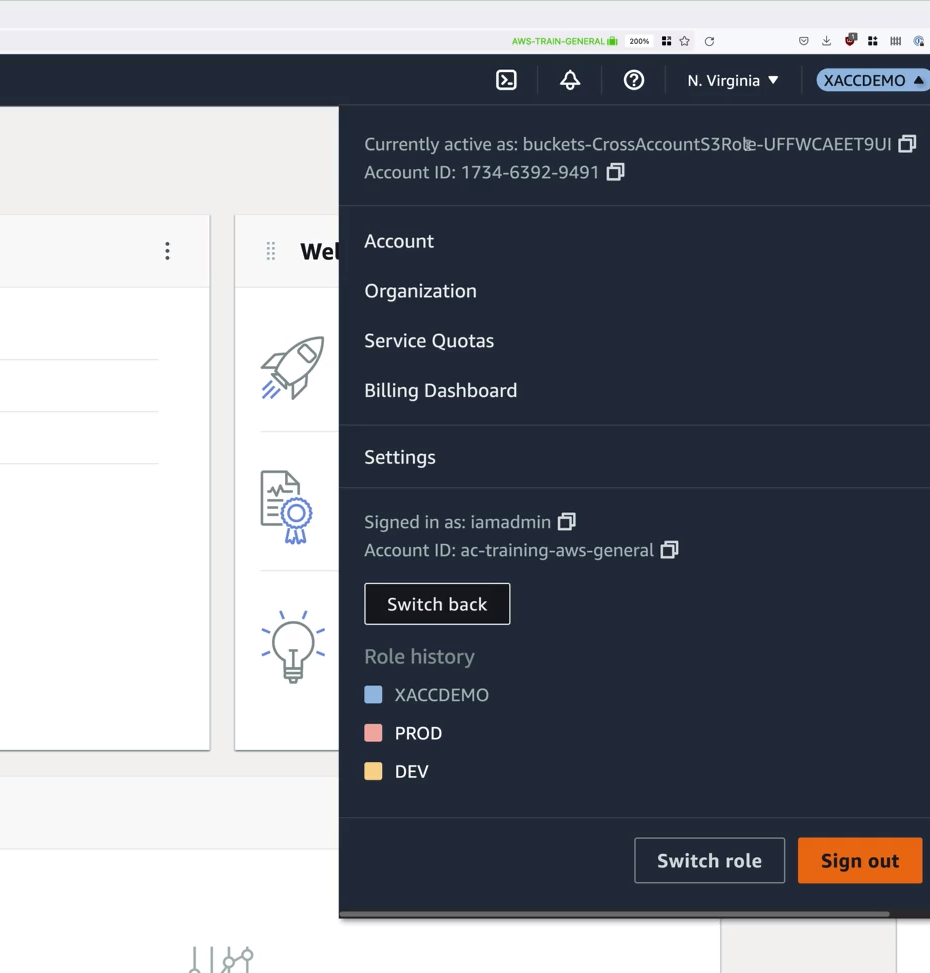 AWS-TRAIN-GENERAL
200%
N. Virginia
XACCDEMO
Currently active as: buckets-CrossAccountS3Role-UFFWCAEET9UI
Account ID: 1734-6392-9491
Account
Wel
Organization
Service Quotas
Billing Dashboard
Settings
Signed in as: iamadmin
Account ID: ac-training-aws-general
Switch back
Role history
XACCDEMO
PROD
DEV
Switch role
Sign out